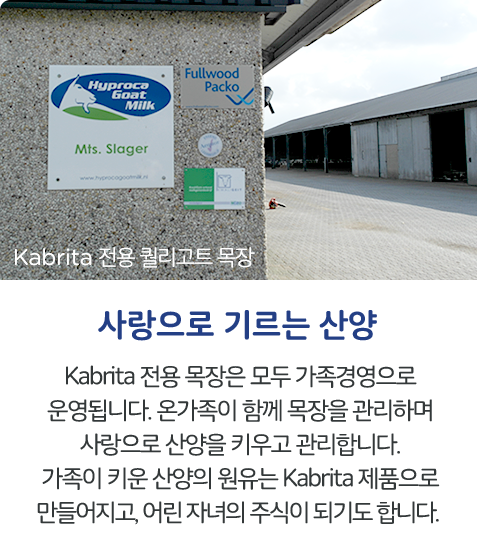 Hyproca
Goat
Milk
Mts. Slager
www.hyprocagoatmilk.nl
Fullwood
Packo
Kabrita 전용 퀄리고트 목장
사랑으로 기르는 산양
Kabrita 전용 목장은 모두 가족경영으로
운영됩니다. 온가족이 함께 목장을 관리하며
사랑으로 산양을 키우고 관리합니다.
가족이 키운 산양의 원유는 Kabrita 제품으로
만들어지고, 어린 자녀의 주식이 되기도 합니다.